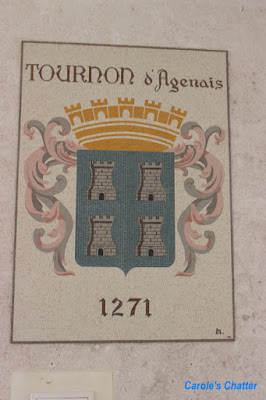 TOURNON d'Agenais
1271
Carole's Chatter